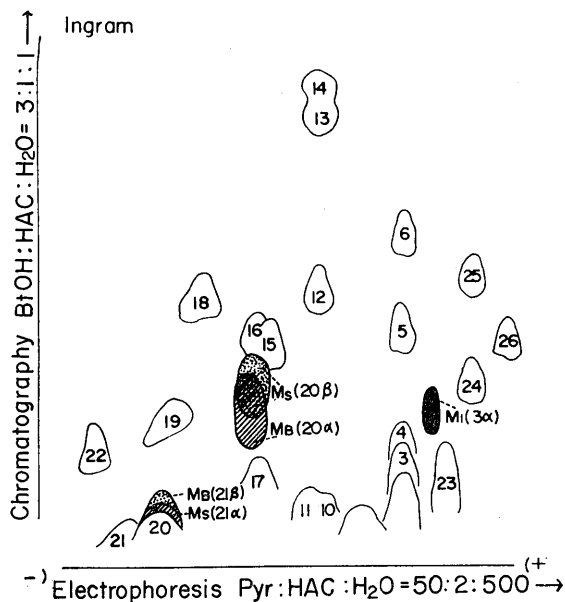 Ingram
Chromatography BtOH:HAC:H2O=3:1:1 →
14
13
6
25
18
12
16
15
5
26
Ms(20β)
24
MI(3α)
19
MB(20α)
4
22
3
17
23
MB(21β)
Ms(21α)
11 10
20
21
-) (+
Electrophoresis Pyr:HAC:H2O=50:2:500→